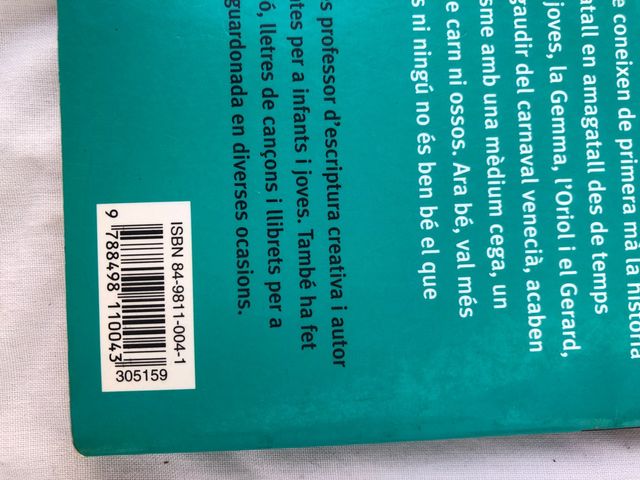 e coneixen de primera mà la història
atall en amagatall des de temps
joves, la Gemma, l'Oriol i el Gerard,
gaudir del carnaval venecià, acaben
sme amb una mèdium cega, un
e carn ni ossos. Ara bé, val més
s ni ningú no és ben bé el que
s professor d'escriptura creativa i autor
ntes per a infants i joves. També ha fet
ó, lletres de cançons i llibrets per a
guardonada en diverses ocasions.
ISBN 84-9811-004-1
9 788498 110043
305159